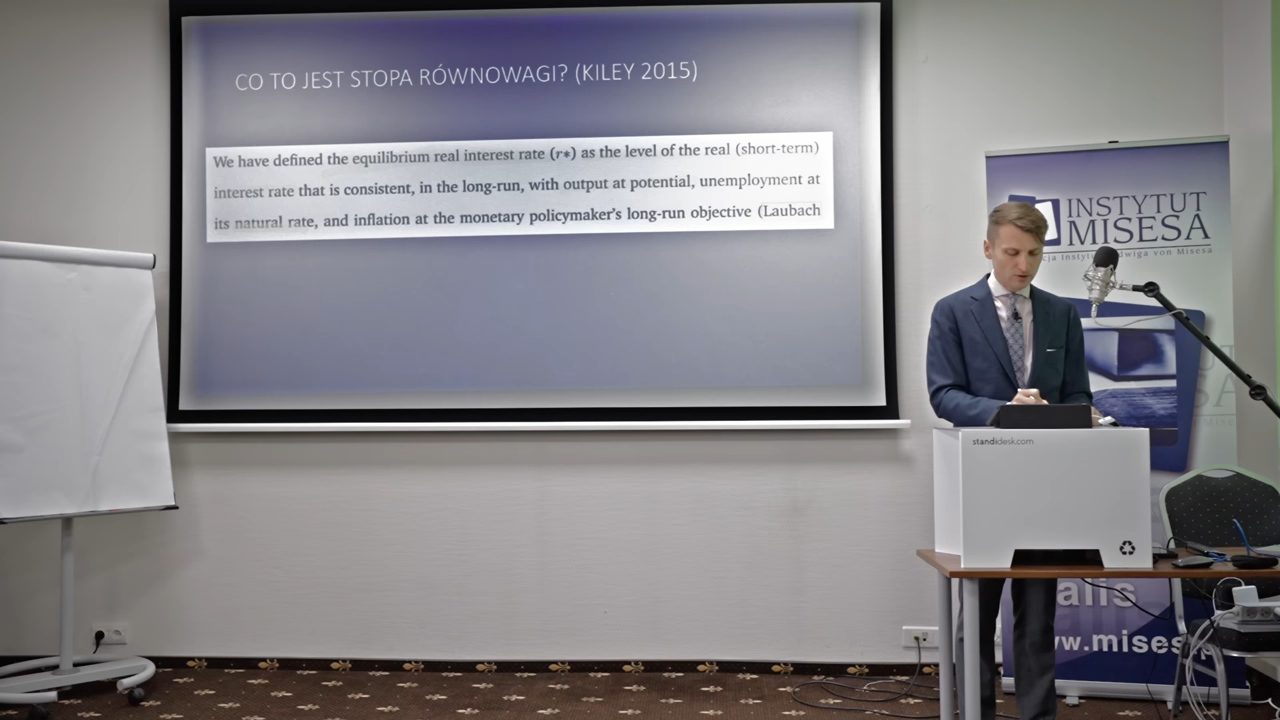 CO TO JEST STOPA RÓWNOWAGI? (KILEY 2015)
We have defined the equilibrium real interest rate (r*) as the level of the real (short-term)
interest rate that is consistent, in the long-run, with output at potential, unemployment at
its natural rate, and inflation at the monetary policymaker's long-run objective (Laubach
INSTYTUT
MISESA
von Misesa
standidesk.com